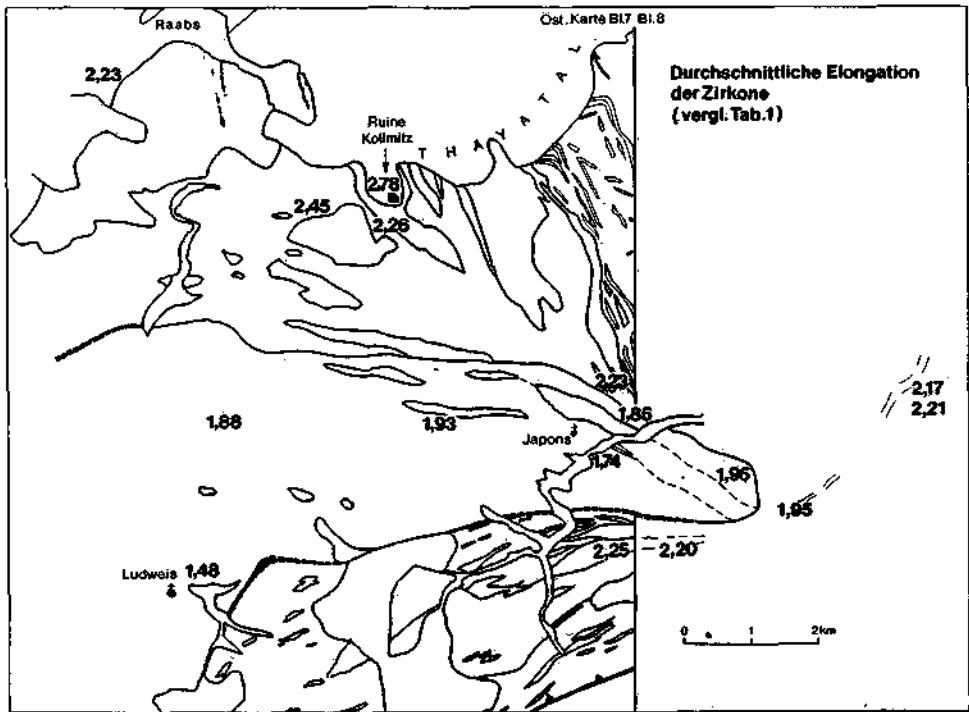 Öst. Karte Bl.7 Bl.8
Raabs
Durchschnittliche Elongation
der Zirkone
(vergl. Tab.1)
2,23
THAYATAL
Ruine
Kollmitz
2,78
2,45
2,26
2,23
2,17
1,88
1,93
1,86
2,21
Japons
1,74
1,95
1,95
2,25
2,20
Ludweis
1,48
0 1 2km